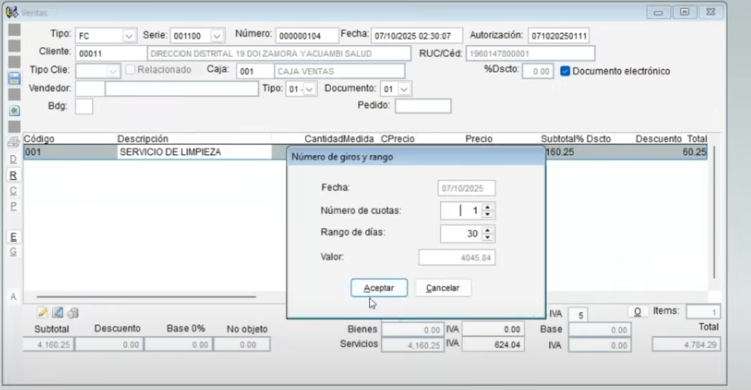 Ventas
Tipo: FC Serie: 001100 Número: 000000104 Fecha: 07/10/2025 02:30:07 Autorización: 071020250111
Cliente: 00011 DIRECCION DISTRITAL 19 DOI ZAMORA YACUAMBI SALUD RUC/Céd: 1960147800001
Tipo Clie: Relacionado Caja: 001 CAJA VENTAS %Dscto: 0.00 Documento electrónico
Vendedor: Tipo: 01 - Documento: 01
Bdg: Pedido:
Código Descripción CantidadMedida CPrecio Precio Subtotal% Dscto Descuento Total
001 SERVICIO DE LIMPIEZA 160.25 60.25
Número de giros y rango
Fecha: 07/10/2025
Número de cuotas: 1
Rango de días: 30
Valor: 4045.84
Aceptar Cancelar
D
R
C
P
E
G
A
IVA 5 O Items: 1
Subtotal Descuento Base 0% No objeto Bienes 0.00 IVA 0.00 Base 0.00 Total
4,160.25 0.00 0.00 0.00 Servicios 4,160.25 IVA 624.04 IVA 0.00 4,784.29